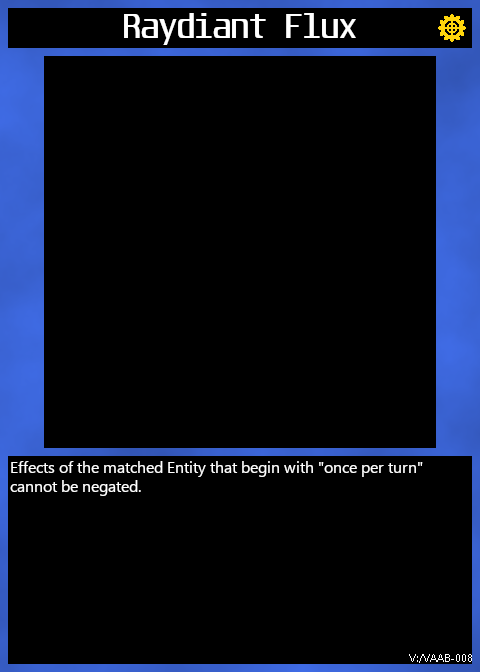 Raydiant Flux
Effects of the matched Entity that begin with "once per turn"
cannot be negated.
V:/VAAB-008